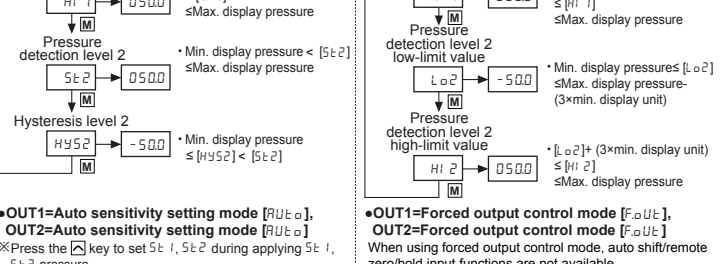 HI 1 050.0
≤Max. display pressure
M
Pressure
detection level 2
• Min. display pressure < [St2]
≤Max. display pressure
St2 050.0
M
Hysteresis level 2
HYS2 -50.0
• Min. display pressure
≤ [HYS2] < [St2]
M
●OUT1=Auto sensitivity setting mode [AUto],
OUT2=Auto sensitivity setting mode [AUto]
※Press the key to set St1, St2 during applying St1,
St2 pressure
≤ [HI 1]
≤Max. display pressure
M
Pressure
detection level 2
low-limit value
Lo2 -50.0
• Min. display pressure≤ [Lo2]
≤Max. display pressure-
(3×min. display unit)
M
Pressure
detection level 2
high-limit value
HI 2 050.0
• [Lo2]+ (3×min. display unit)
≤ [HI 2]
≤Max. display pressure
M
●OUT1=Forced output control mode [F.oUt],
OUT2=Forced output control mode [F.oUt]
When using forced output control mode, auto shift/remote
zero/hold input functions are not available